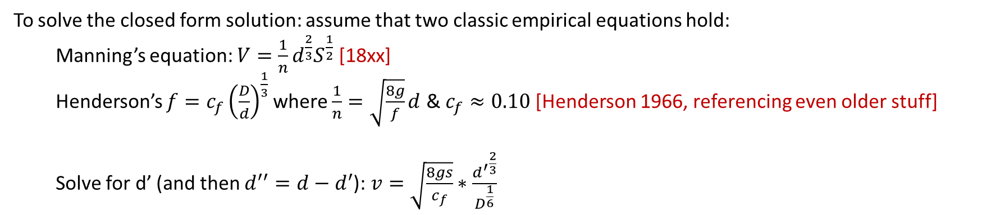 To solve the closed form solution: assume that two classic empirical equations hold:
Manning’s equation: V = \frac{1}{n} d^{\frac{2}{3}} S^{\frac{1}{2}} [18xx]
Henderson’s f = c_f \left(\frac{D}{d}\right)^{\frac{1}{3}} where \frac{1}{n} = \sqrt{\frac{8g}{f}} d & c_f ≈ 0.10 [Henderson 1966, referencing even older stuff]
Solve for d’ (and then d'' = d − d'): v = \sqrt{\frac{8gs}{c_f}} * \frac{d'^{\frac{2}{3}}}{D^{\frac{1}{6}}}